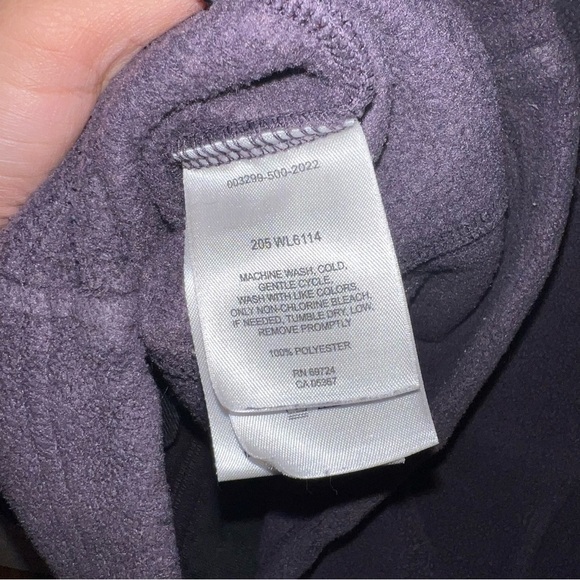 003299-500-2022
205 WL6114
MACHINE WASH, COLD,
GENTLE CYCLE,
WASH WITH LIKE COLORS,
ONLY NON-CHLORINE BLEACH,
IF NEEDED, TUMBLE DRY, LOW,
REMOVE PROMPTLY
100% POLYESTER
RN 69724
CA 05367